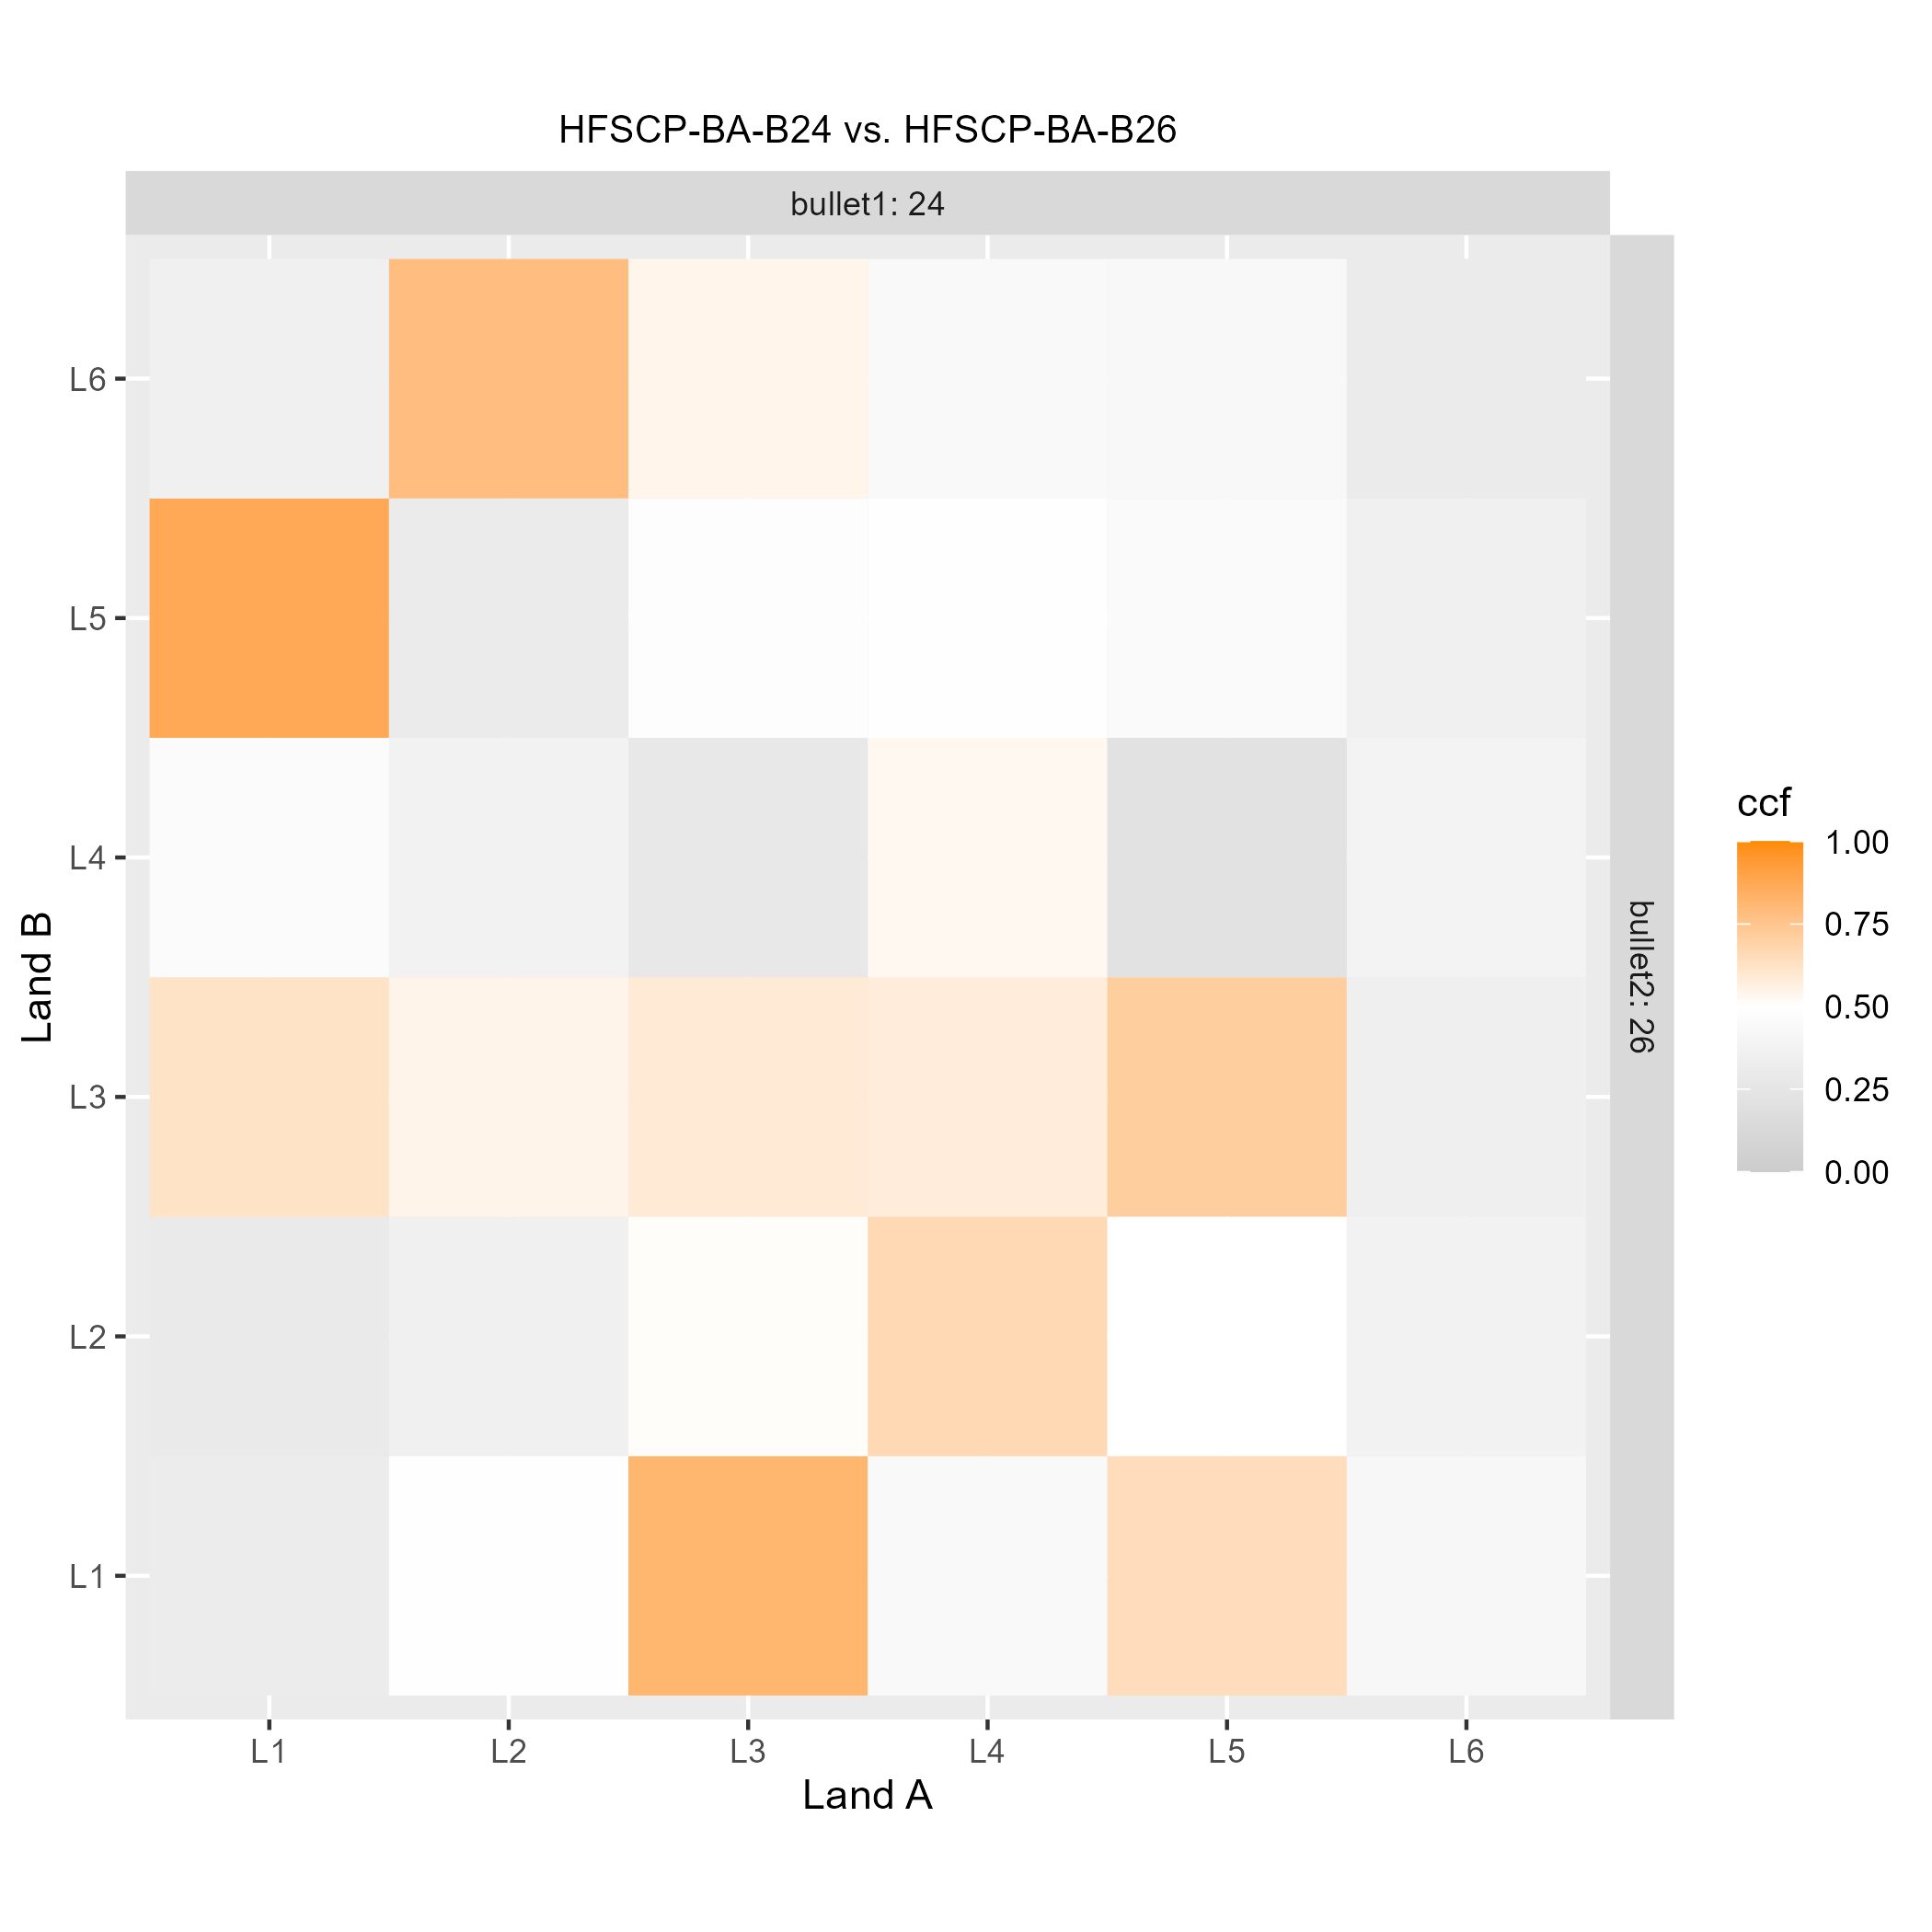 HFSCP-BA-B24 vs. HFSCP-BA-B26
bullet1: 24
L6
L5
L4
L3
L2
L1
Land B
bullet2: 26
L1 L2 L3 L4 L5 L6
Land A
ccf
1.00
0.75
0.50
0.25
0.00